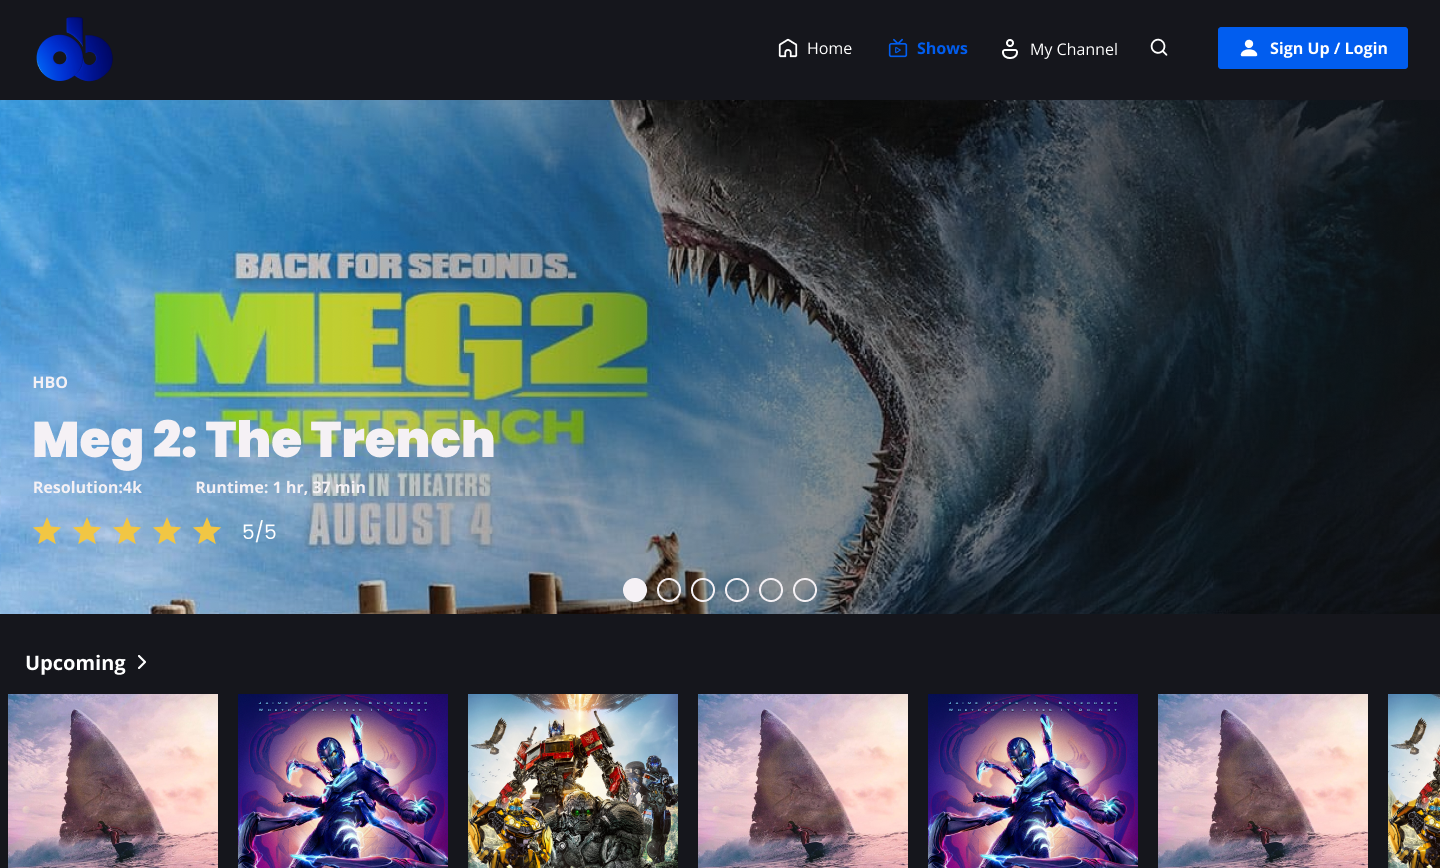 Home
Shows
My Channel
Sign Up / Login
BACK FOR SECONDS.
MEG2
THE TRENCH
HBO
Meg 2: The Trench
ONLY IN THEATERS
Resolution:4k Runtime: 1 hr, 37 min
AUGUST 4
5/5
Upcoming